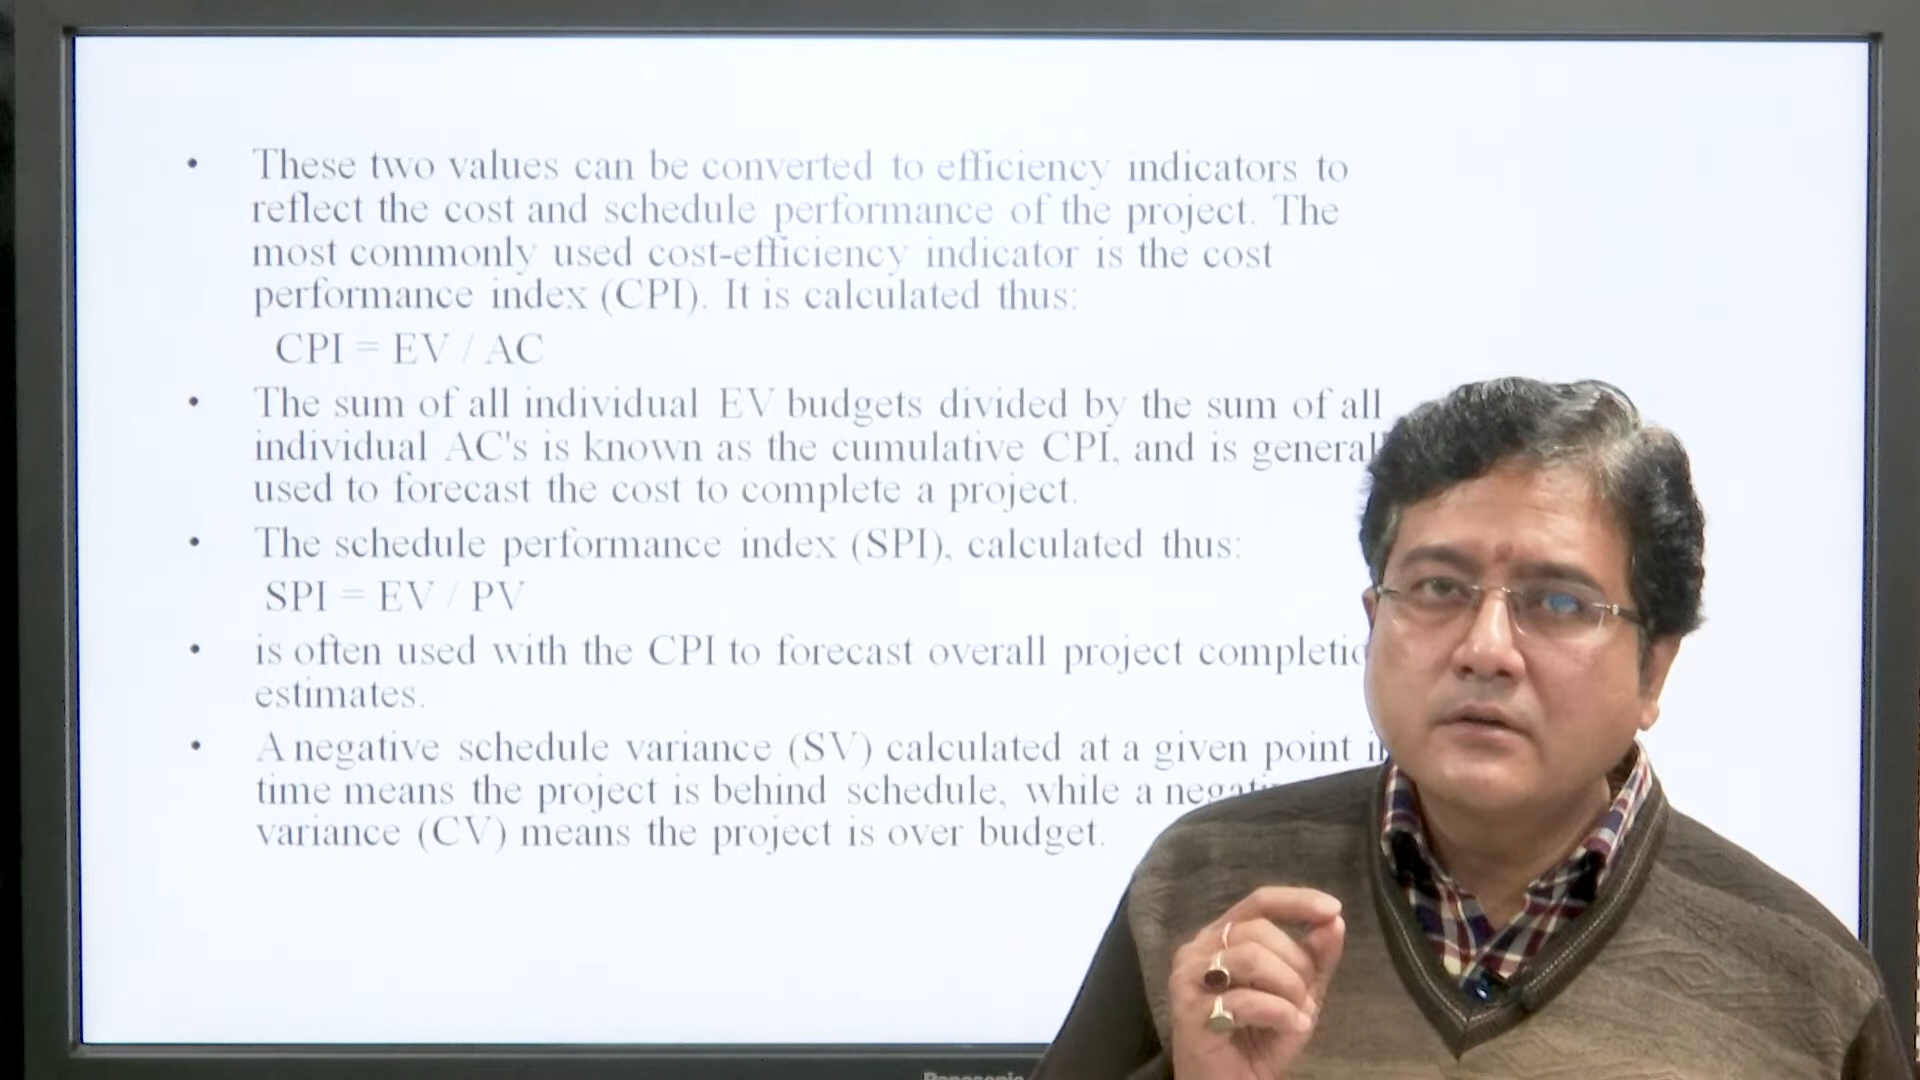 • These two values can be converted to efficiency indicators to
reflect the cost and schedule performance of the project. The
most commonly used cost-efficiency indicator is the cost
performance index (CPI). It is calculated thus:
CPI = EV / AC
• The sum of all individual EV budgets divided by the sum of all
individual AC's is known as the cumulative CPI, and is general
used to forecast the cost to complete a project.
• The schedule performance index (SPI), calculated thus:
SPI = EV / PV
• is often used with the CPI to forecast overall project completio
estimates.
• A negative schedule variance (SV) calculated at a given point i
time means the project is behind schedule, while a negati
variance (CV) means the project is over budget.
Panasonic